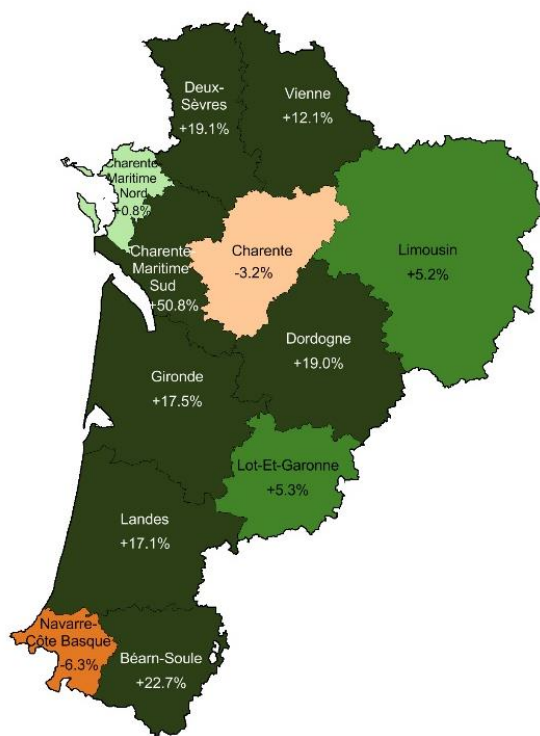 Deux-
Sèvres
+19.1%
Vienne
+12.1%
Charente
Maritime
Nord
+0.8%
Charente
Maritime
Sud
+50.8%
Charente
-3.2%
Limousin
+5.2%
Dordogne
+19.0%
Gironde
+17.5%
Lot-Et-Garonne
+5.3%
Landes
+17.1%
Navarre-
Côte Basque
-6.3%
Béarn-Soule
+22.7%